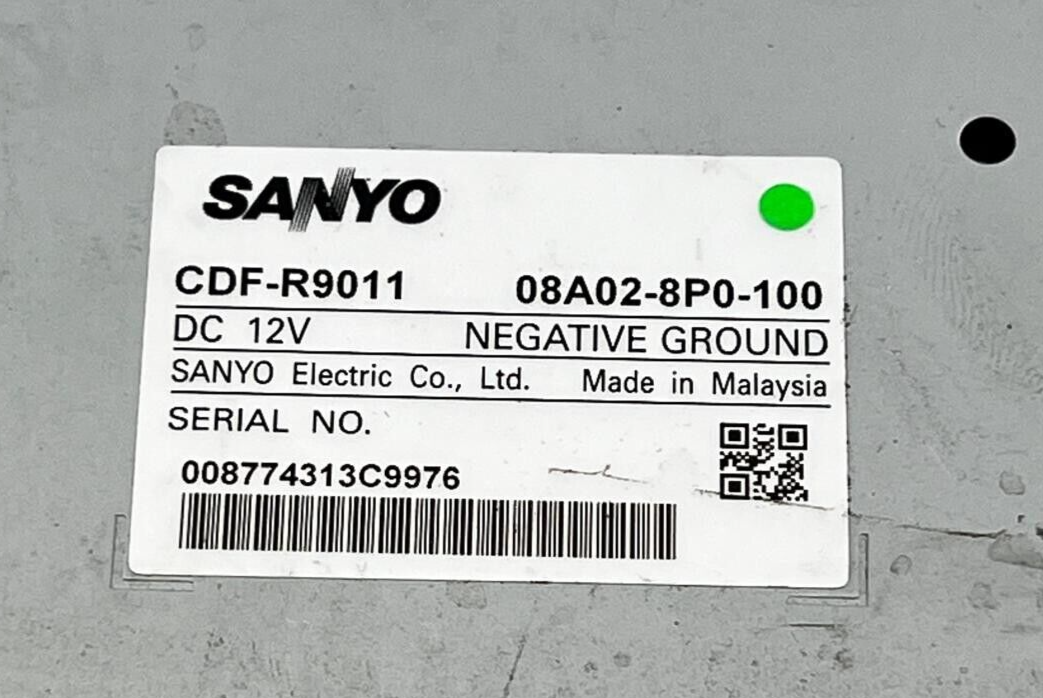 SANYO
CDF-R9011 08A02-8P0-100
DC 12V NEGATIVE GROUND
SANYO Electric Co., Ltd. Made in Malaysia
SERIAL NO.
008774313C9976